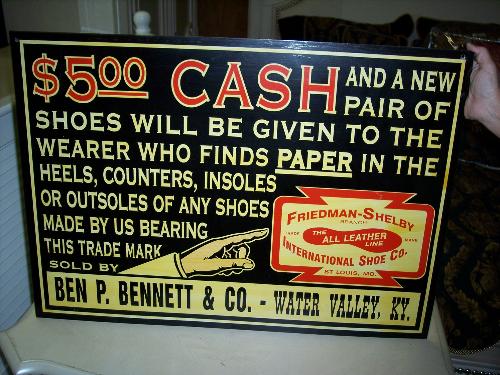 $5.00 CASH AND A NEW
PAIR OF
SHOES WILL BE GIVEN TO THE
WEARER WHO FINDS PAPER IN THE
HEELS, COUNTERS, INSOLES
OR OUTSOLES OF ANY SHOES
MADE BY US BEARING
THIS TRADE MARK
SOLD BY
FRIEDMAN-SHELBY
BRANCH
TRADE THE MARK
ALL LEATHER
LINE
INTERNATIONAL SHOE CO.
ST LOUIS, MO.
BEN P. BENNETT & CO. - WATER VALLEY, KY.